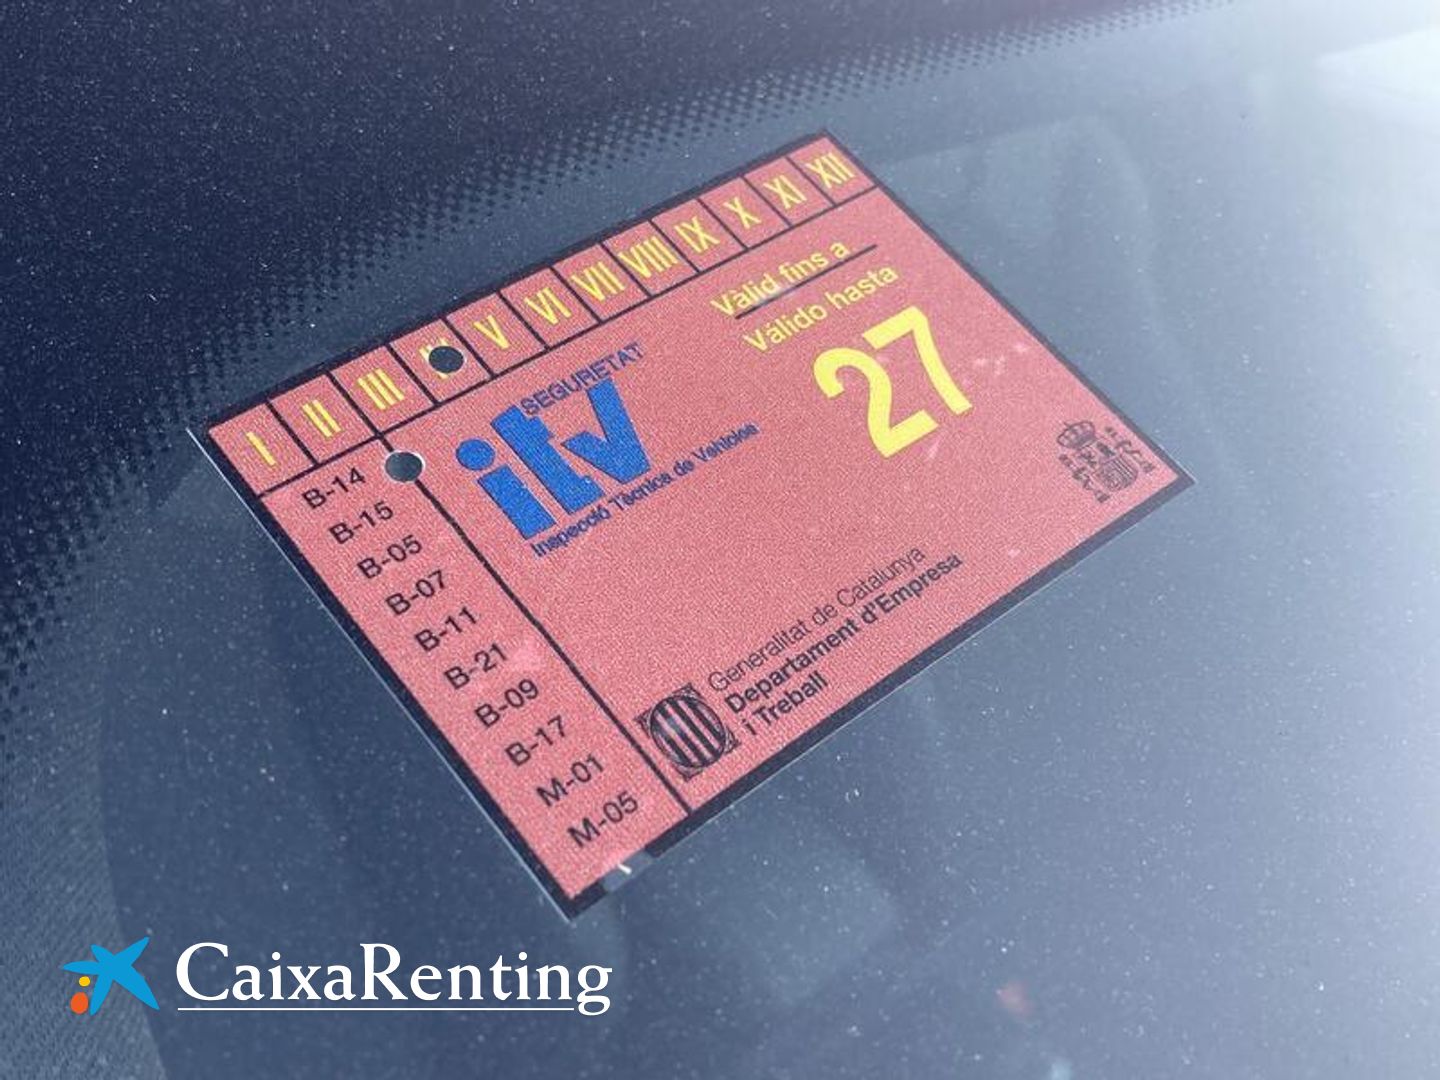 I II III V VI VII VIII IX X XI XII
Vàlid fins a
Válido hasta
27
SEGURETAT
itv
Inspecció Tècnica de Vehicles
B-14
B-15
B-05
B-07
B-11
B-21
B-09
B-17
M-01
M-05
Generalitat de Catalunya
Departament d'Empresa
i Treball
CaixaRenting